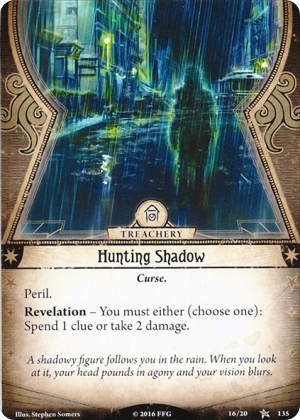 TREACHERY
Hunting Shadow
Curse.
Peril.
Revelation – You must either (choose one):
Spend 1 clue or take 2 damage.
A shadowy figure follows you in the rain. When you look
at it, your head pounds in agony and your vision blurs.
Illus. Stephen Somers
© 2016 FFG
16/20
135